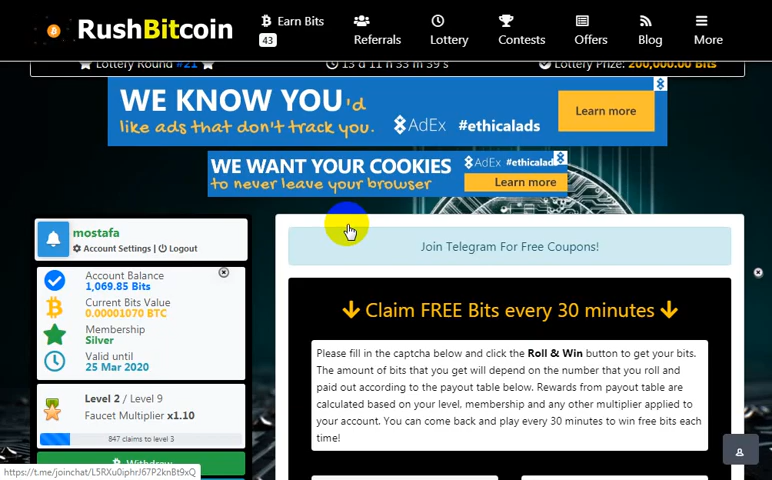 RushBitcoin
Earn Bits
43
Referrals
Lottery
Contests
Offers
Blog
More
Lottery Round #21
13 d 11 h 33 m 39 s
Lottery Prize: 200,000.00 Bits
WE KNOW YOU'd
like ads that don't track you.
AdEx #ethicalads
Learn more
WE WANT YOUR COOKIES
to never leave your browser
AdEx #ethicalads
Learn more
mostafa
Account Settings | Logout
Account Balance
1,069.85 Bits
Current Bits Value
0.00001070 BTC
Membership
Silver
Valid until
25 Mar 2020
Level 2 / Level 9
Faucet Multiplier x1.10
847 claims to level 3
Withdraw
Join Telegram For Free Coupons!
Claim FREE Bits every 30 minutes
Please fill in the captcha below and click the Roll & Win button to get your bits.
The amount of bits that you get will depend on the number that you roll and
paid out according to the payout table below. Rewards from payout table are
calculated based on your level, membership and any other multiplier applied to
your account. You can come back and play every 30 minutes to win free bits each
time!